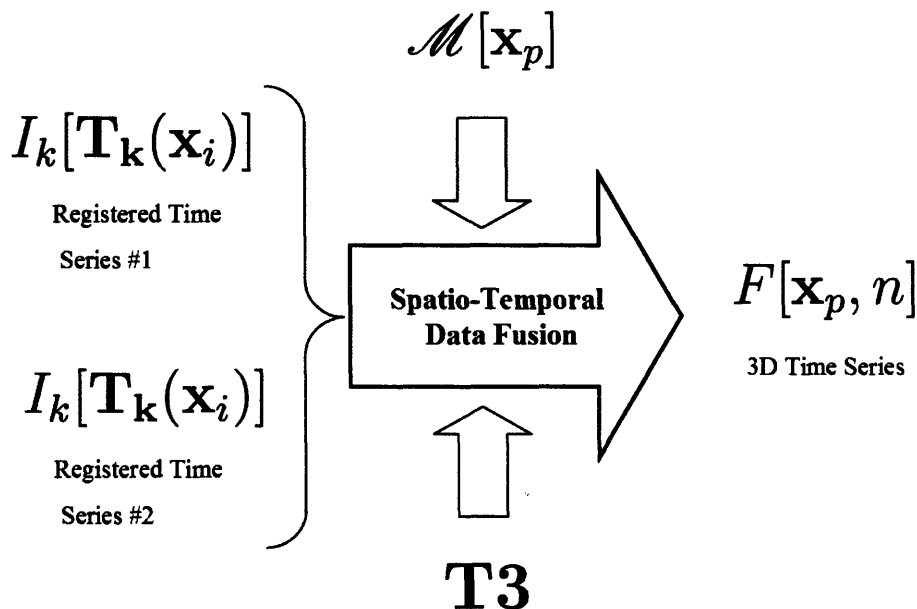 ℳ[x_p]
I_k[T_k(x_i)]
Registered Time
Series #1
Spatio-Temporal
Data Fusion
F[x_p, n]
3D Time Series
I_k[T_k(x_i)]
Registered Time
Series #2
T3